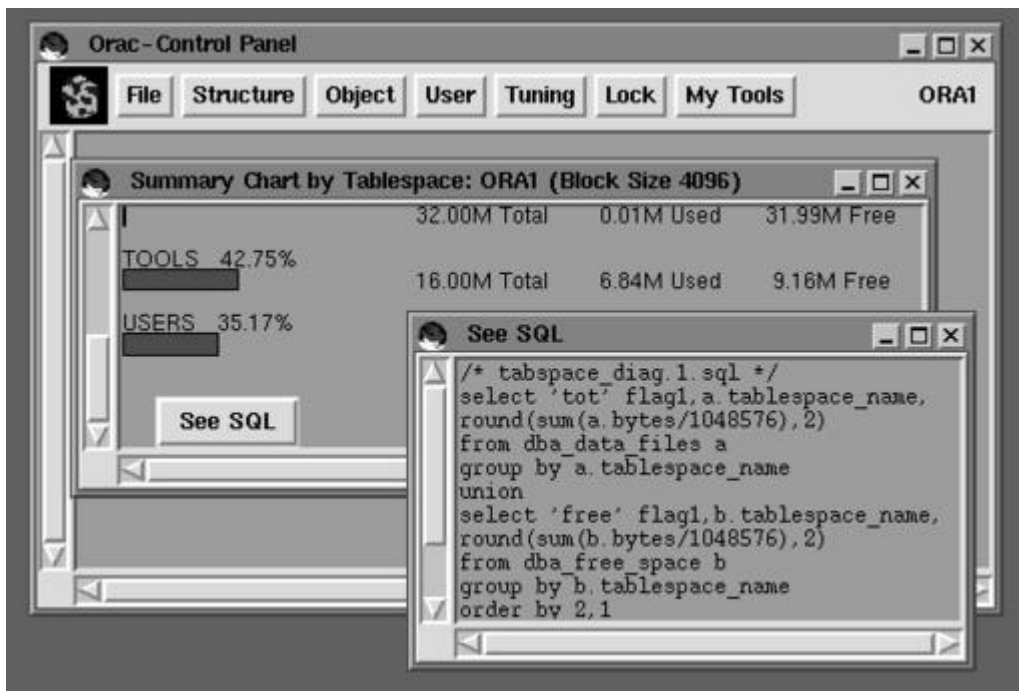 Orac-Control Panel
File Structure Object User Tuning Lock My Tools ORA1
Summary Chart by Tablespace: ORA1 (Block Size 4096)
32.00M Total 0.01M Used 31.99M Free
TOOLS 42.75%
16.00M Total 6.84M Used 9.16M Free
USERS 35.17%
See SQL
See SQL
/* tabspace_diag.1.sql */
select 'tot' flag1,a.tablespace_name,
round(sum(a.bytes/1048576),2)
from dba_data_files a
group by a.tablespace_name
union
select 'free' flag1,b.tablespace_name,
round(sum(b.bytes/1048576),2)
from dba_free_space b
group by b.tablespace_name
order by 2,1